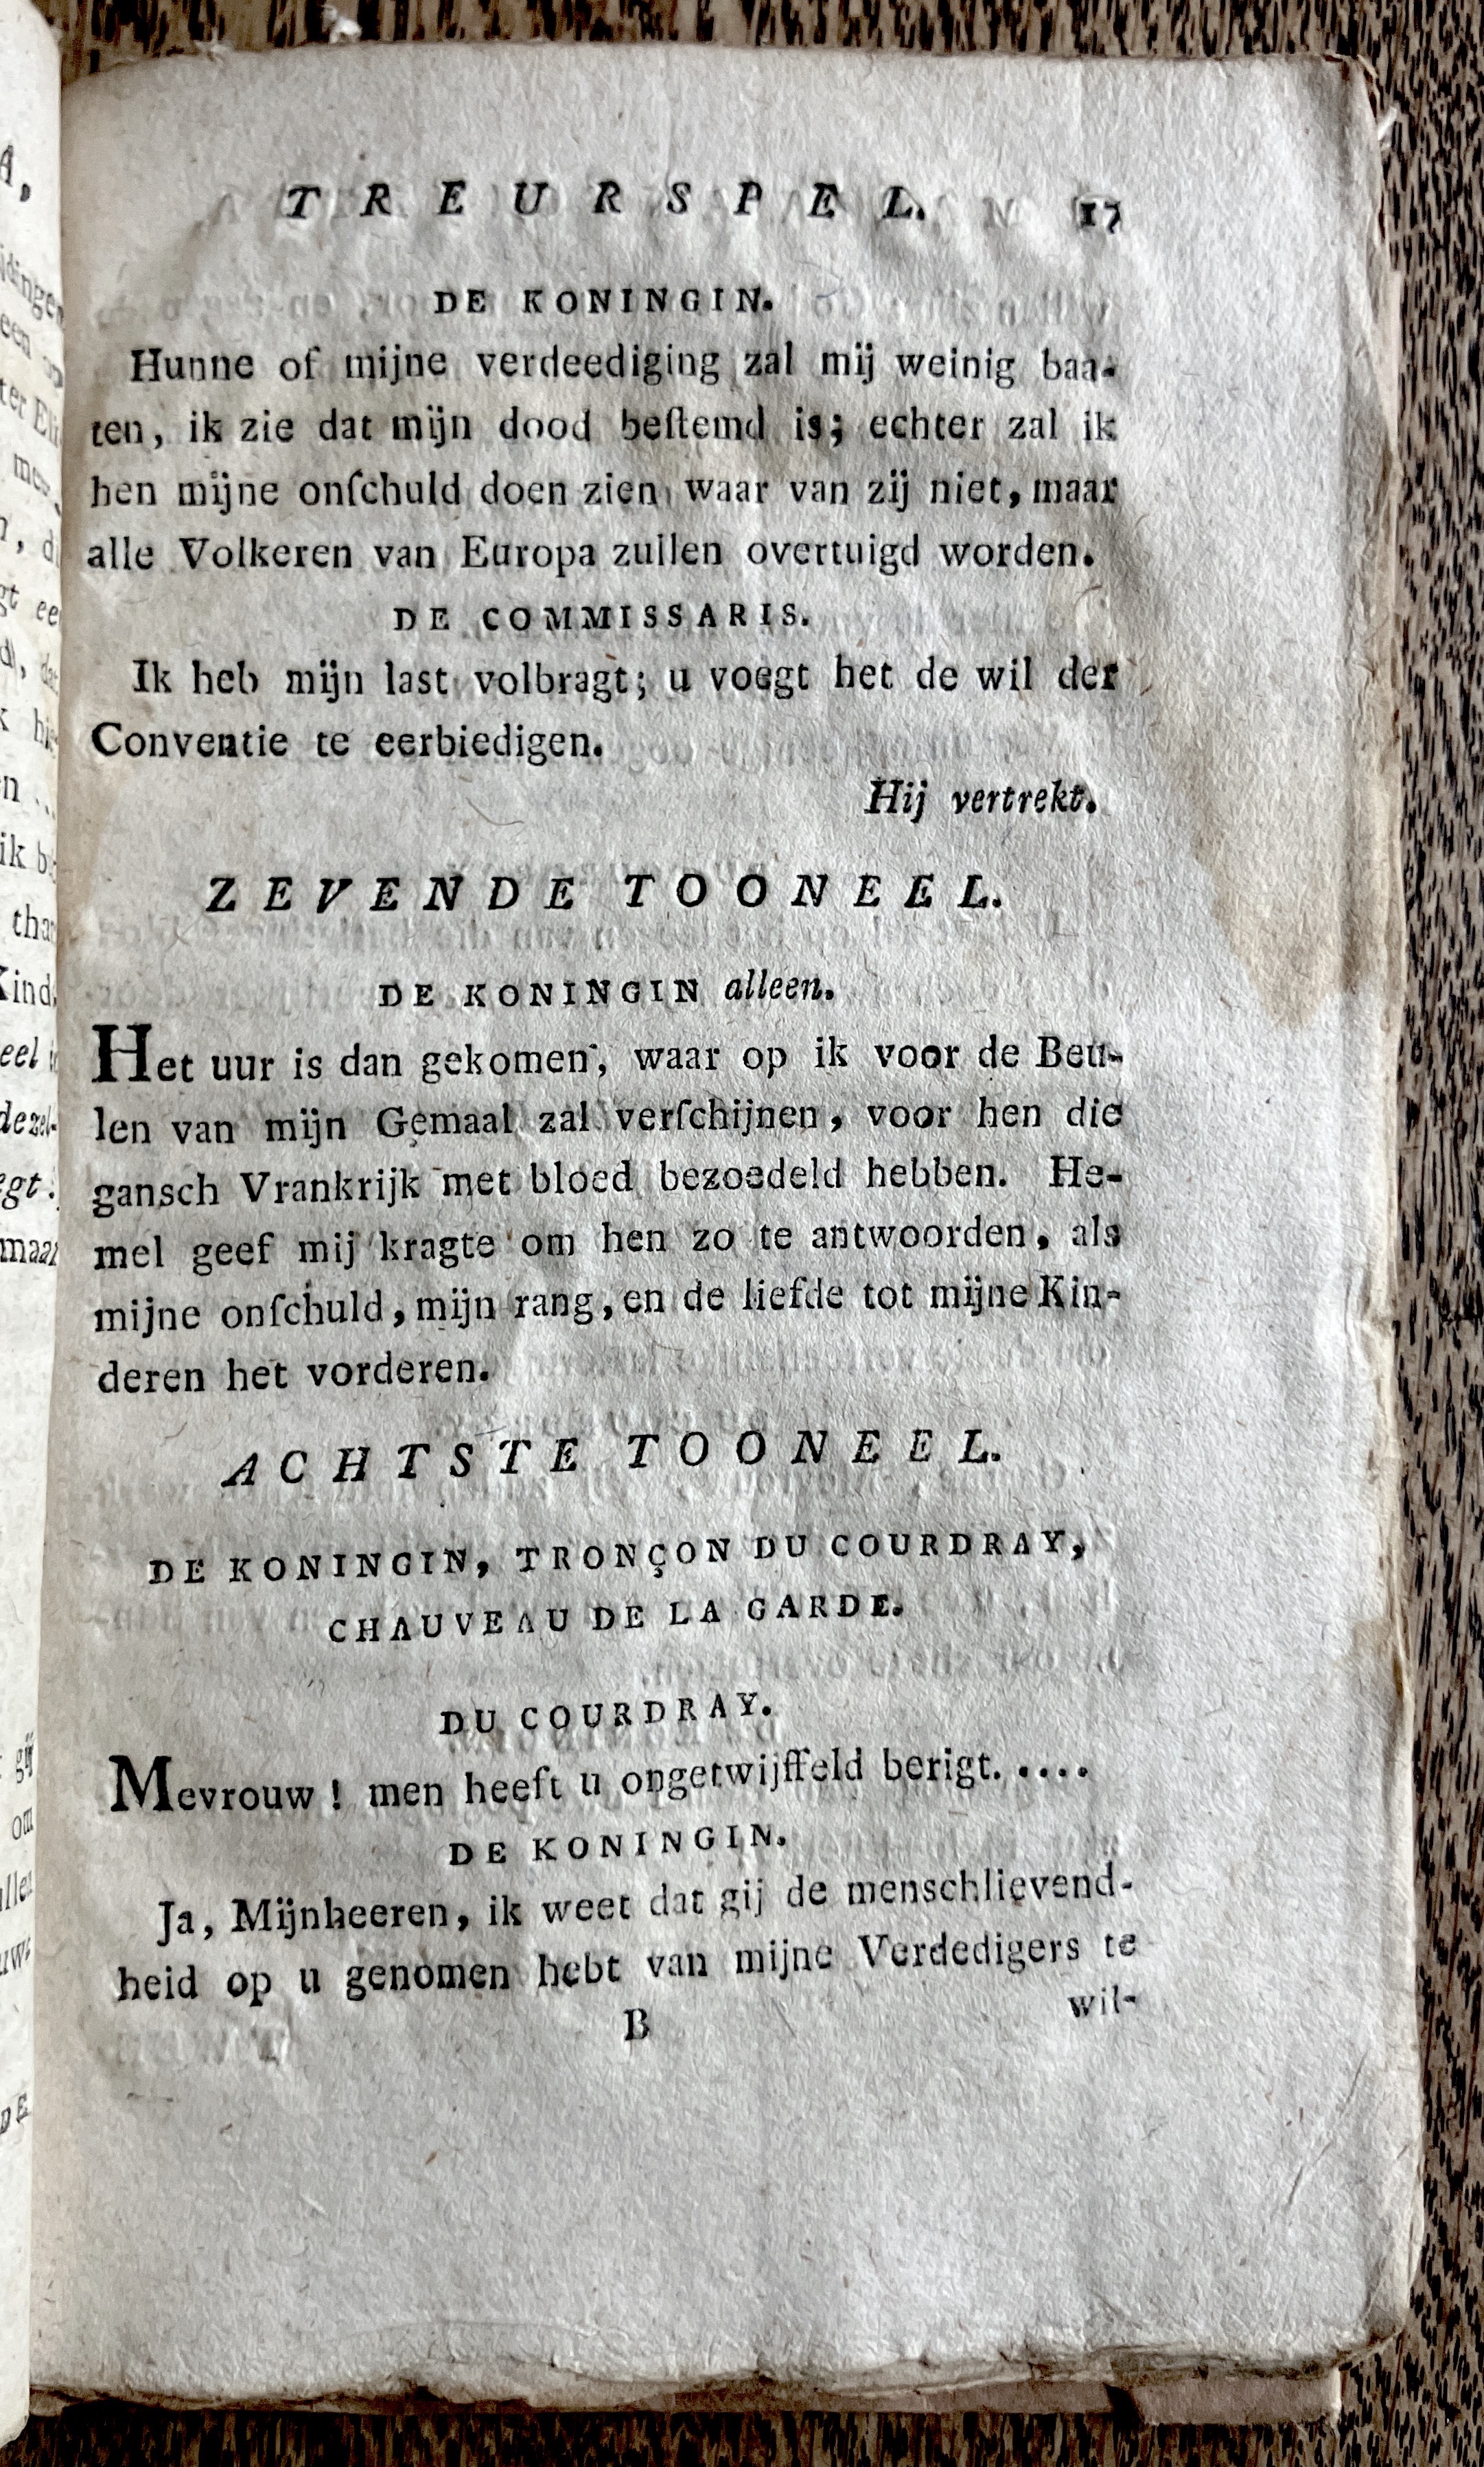 TREURSPEL. 17
DE KONINGIN.
Hunne of mijne verdeediging zal mij weinig baa-
ten, ik zie dat mijn dood beſtemd is; echter zal ik
hen mijne onſchuld doen zien waar van zij niet, maar
alle Volkeren van Europa zullen overtuigd worden.
DE COMMISSARIS.
Ik heb mijn last volbragt; u voegt het de wil der
Conventie te eerbiedigen.
Hij vertrekt.
ZEVENDE TOONEEL.
DE KONINGIN alleen.
Het uur is dan gekomen, waar op ik voor de Beu-
len van mijn Gemaal zal verſchijnen, voor hen die
gansch Vrankrijk met bloed bezoedeld hebben. He-
mel geef mij kragte om hen zo te antwoorden, als
mijne onſchuld, mijn rang, en de liefde tot mijne Kin-
deren het vorderen.
ACHTSTE TOONEEL.
DE KONINGIN, TRONÇON DU COURDRAY,
CHAUVEAU DE LA GARDE.
DU COURDRAY.
Mevrouw! men heeft u ongetwijffeld berigt. ....
DE KONINGIN.
Ja, Mijnheeren, ik weet dat gij de menschlievend-
heid op u genomen hebt van mijne Verdedigers te
B wil-